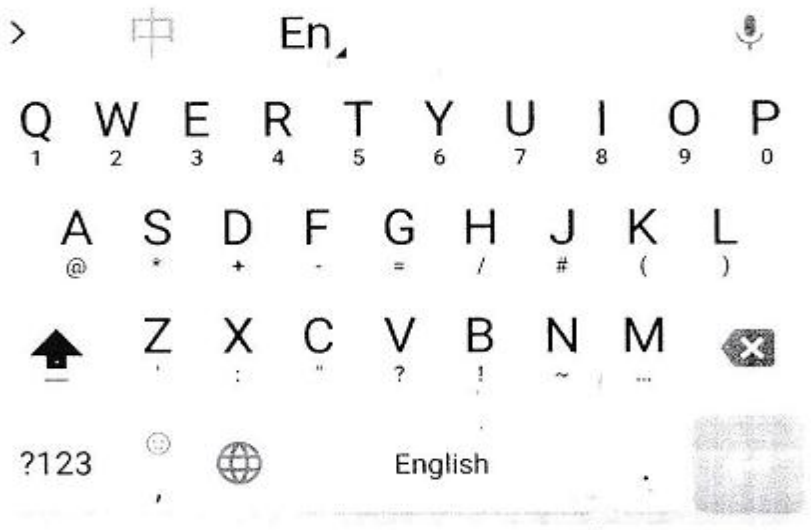 > 中 En
Q W E R T Y U I O P
1 2 3 4 5 6 7 8 9 0
A S D F G H J K L
@ * + - = / # ( )
Z X C V B N M
' : " ? ! ~ ...
?123 English
, .